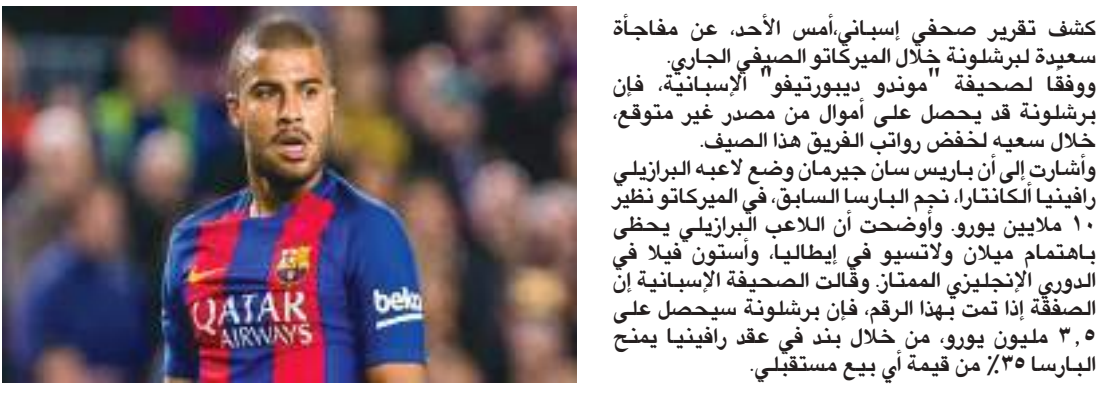 كشف تقرير صحفي إسباني،أمس الأحد، عن مفاجأة
سعيدة لبرشلونة خلال الميركاتو الصيفي الجاري.
ووفقًا لصحيفة "موندو ديبورتيفو" الإسبانية، فإن
برشلونة قد يحصل على أموال من مصدر غير متوقع،
خلال سعيه لخفض رواتب الفريق هذا الصيف.
وأشارت إلى أن باريس سان جيرمان وضع لاعبه البرازيلي
رافينيا ألكانتارا، نجم البارسا السابق، في الميركاتو نظير
١٠ ملايين يورو. وأوضحت أن اللاعب البرازيلي يحظى
باهتمام ميلان ولاتسيو في إيطاليا، وأستون فيلا في
الدوري الإنجليزي الممتاز. وقالت الصحيفة الإسبانية إن
الصفقة إذا تمت بهذا الرقم، فإن برشلونة سيحصل على
٣,٥ مليون يورو، من خلال بند في عقد رافينيا يمنح
البارسا ٣٥٪ من قيمة أي بيع مستقبلي.
QATAR
AIRWAYS
beko